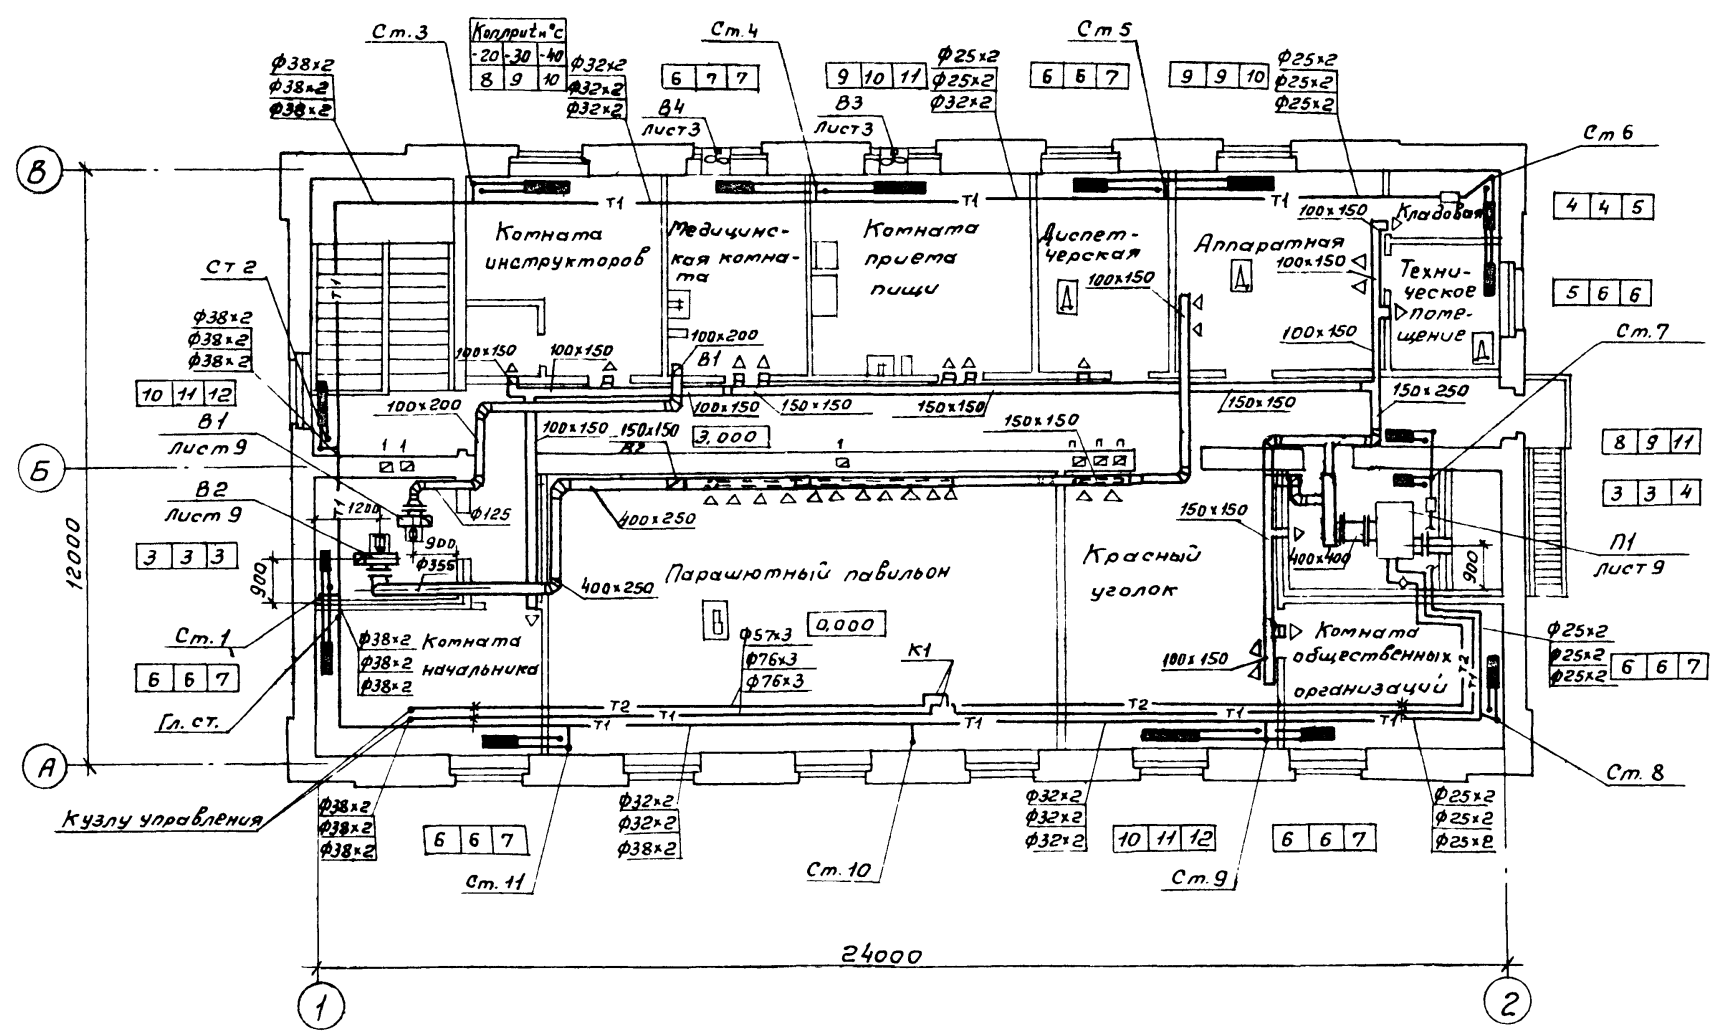 Ст.3
Кол.пр и tн °С
-20 -30 -40
8 9 10
Ст.4
Ст 5
Ф38×2
Ф38×2
Ф38×2
Ф32×2
Ф32×2
Ф32×2
6 7 7
9 10 11
Ф25×2
Ф25×2
Ф32×2
6 6 7
9 9 10
Ф25×2
Ф25×2
Ф25×2
В4
Лист3
В3
Лист3
Ст 6
В
Т1
Т1
Т1
Т1
4 4 5
Комната
инструкторов
Медицинс-
кая комна-
та
Комната
приема
пищи
Диспет-
черская
Аппаратная
100×150
Кладовая
100×150
100×150
Техни-
ческое
поме-
щение
5 6 6
Ст 2
Т1
Д
Д
Д
Ф38×2
Ф38×2
Ф38×2
Ст.7
100×150
100×150
100×200
В1
100×150
10 11 12
100×200
100×150
150×150
150×150
150×150
150×250
В1
Лист 9
100×150
150×150
В2
3,000
150×150
8 9 11
1 1
1
П П П
Б
В2
Лист 9
Т1
1200
Ф125
400×250
150×150
3 3 4
12000
3 3 3
900
900
Ф355
400×250
Парашютный павильон
Красный
уголок
400×400
900
П1
Лист 9
Ст.1
Ф38×2
Ф38×2
Ф38×2
Комната
начальника
0,000
Ф57×3
Ф76×3
Ф76×3
К1
100×150
Комната
общественных
организаций
Ф25×2
Ф25×2
Ф25×2
6 6 7
6 6 7
Т2
Т1
Гл. ст.
Т2
Т1
Т1
Т2
Т1
Т1
Т1
А
Ст. 8
К узлу управления
Ф38×2
Ф38×2
Ф38×2
6 6 7
Ф32×2
Ф32×2
Ф38×2
Ф32×2
Ф32×2
Ф32×2
10 11 12
6 6 7
Ф25×2
Ф25×2
Ф25×2
Ст. 11
Ст. 10
Ст. 9
24000
1
2